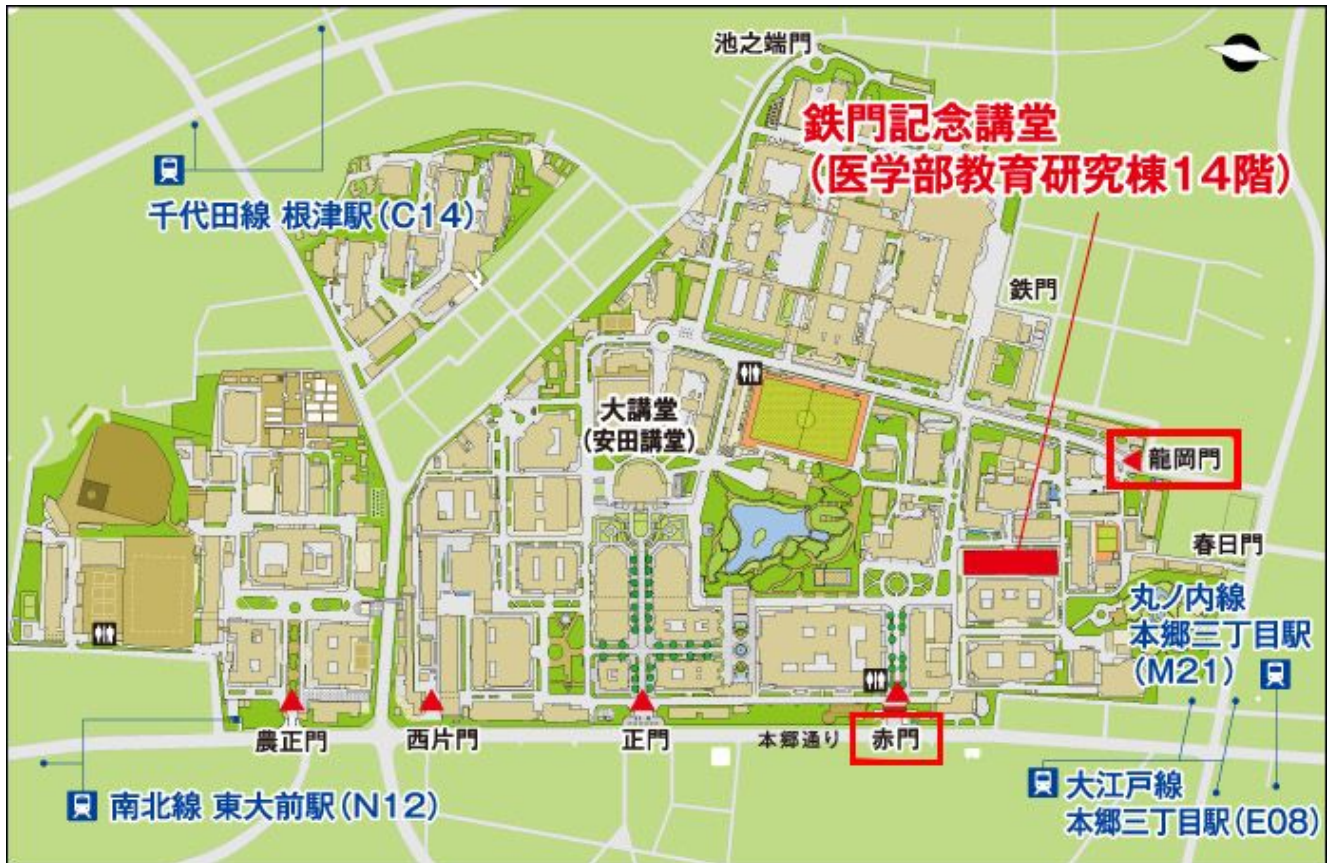 池之端門
鉄門記念講堂
(医学部教育研究棟14階)
千代田線 根津駅(C14)
鉄門
大講堂
(安田講堂)
龍岡門
春日門
丸ノ内線
本郷三丁目駅
(M21)
農正門
西片門
正門
本郷通り
赤門
南北線 東大前駅(N12)
大江戸線
本郷三丁目駅(E08)